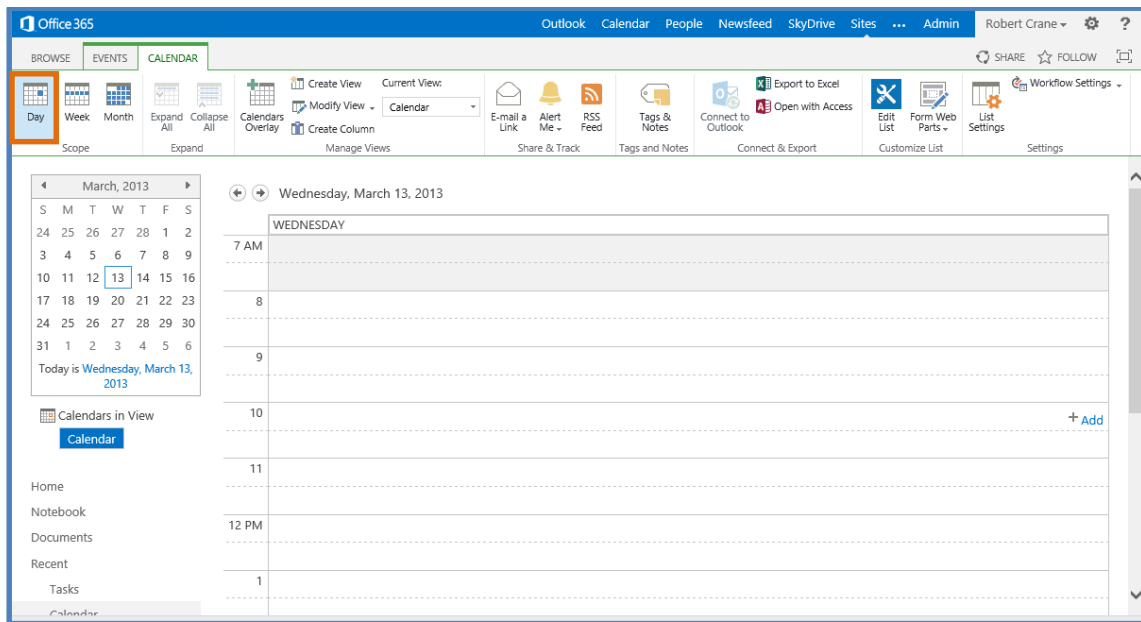 Office 365 Outlook Calendar People Newsfeed SkyDrive Sites ... Admin Robert Crane ?
BROWSE EVENTS CALENDAR SHARE FOLLOW
Day Week Month
Scope
Expand All Collapse All
Expand
Calendars Overlay
Create View
Modify View
Create Column
Current View:
Calendar
Manage Views
E-mail a Link
Alert Me
RSS Feed
Share & Track
Tags & Notes
Tags and Notes
Connect to Outlook
Export to Excel
Open with Access
Connect & Export
Edit List
Form Web Parts
Customize List
List Settings
Workflow Settings
Settings
March, 2013
S M T W T F S
24 25 26 27 28 1 2
3 4 5 6 7 8 9
10 11 12 13 14 15 16
17 18 19 20 21 22 23
24 25 26 27 28 29 30
31 1 2 3 4 5 6
Today is Wednesday, March 13,
2013
Calendars in View
Calendar
Home
Notebook
Documents
Recent
Tasks
Calendar
Wednesday, March 13, 2013
WEDNESDAY
7 AM
8
9
10
+ Add
11
12 PM
1